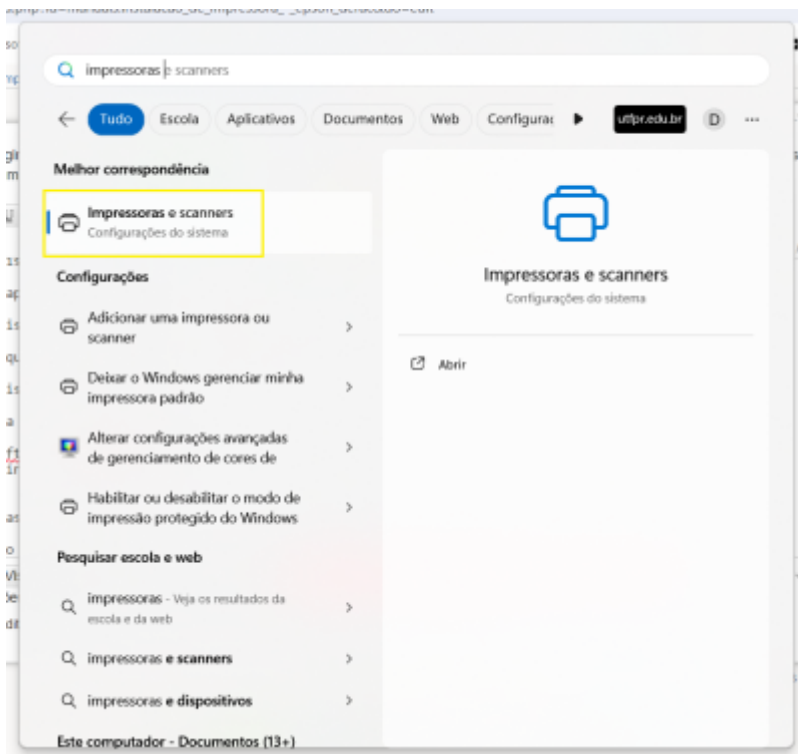 impressoras e scanners
Tudo Escola Aplicativos Documentos Web Configuraç utfpr.edu.br D ...
Melhor correspondência
Impressoras e scanners
Configurações do sistema
Configurações
Adicionar uma impressora ou
scanner
Deixar o Windows gerenciar minha
impressora padrão
Alterar configurações avançadas
de gerenciamento de cores de
Habilitar ou desabilitar o modo de
impressão protegido do Windows
Pesquisar escola e web
impressoras - Veja os resultados da
escola e da web
impressoras e scanners
impressoras e dispositivos
Este computador - Documentos (13+)
Impressoras e scanners
Configurações do sistema
Abrir